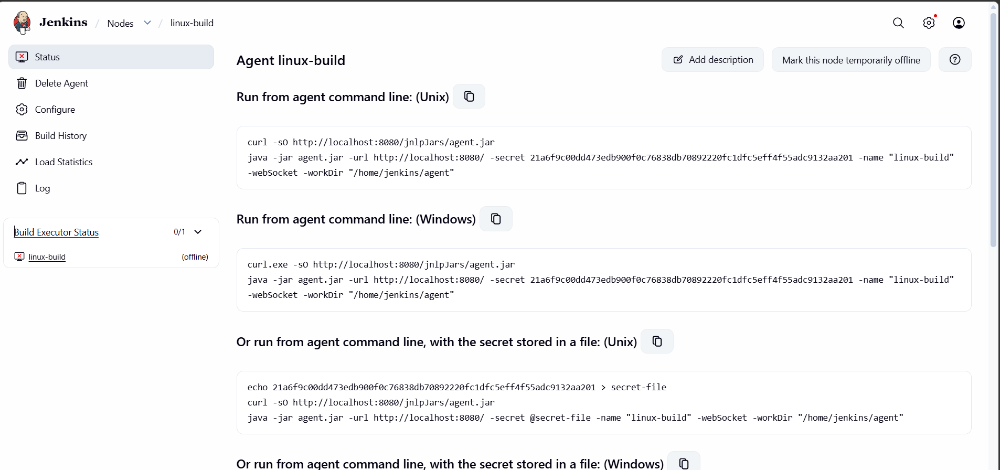 Jenkins / Nodes / linux-build
Status
Delete Agent
Configure
Build History
Load Statistics
Log
Build Executor Status 0/1
linux-build (offline)
Agent linux-build
Add description
Mark this node temporarily offline
Run from agent command line: (Unix)
curl -sO http://localhost:8080/jnlpJars/agent.jar
java -jar agent.jar -url http://localhost:8080/ -secret 21a6f9c00dd473edb900f0c76838db70892220fc1dfc5eff4f55adc9132aa201 -name "linux-build"
-webSocket -workDir "/home/jenkins/agent"
Run from agent command line: (Windows)
curl.exe -sO http://localhost:8080/jnlpJars/agent.jar
java -jar agent.jar -url http://localhost:8080/ -secret 21a6f9c00dd473edb900f0c76838db70892220fc1dfc5eff4f55adc9132aa201 -name "linux-build"
-webSocket -workDir "/home/jenkins/agent"
Or run from agent command line, with the secret stored in a file: (Unix)
echo 21a6f9c00dd473edb900f0c76838db70892220fc1dfc5eff4f55adc9132aa201 > secret-file
curl -sO http://localhost:8080/jnlpJars/agent.jar
java -jar agent.jar -url http://localhost:8080/ -secret @secret-file -name "linux-build" -webSocket -workDir "/home/jenkins/agent"
Or run from agent command line, with the secret stored in a file: (Windows)